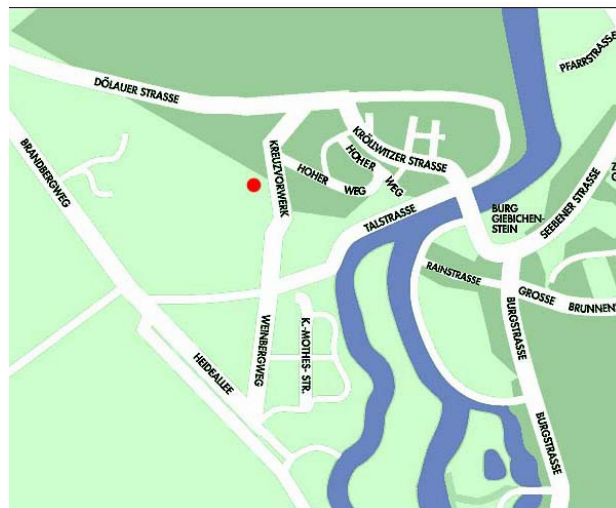 PFARRSTRASSE
DÖLAUER STRASSE
KRÖLLWITZER STRASSE
BRANDBERGWEG
KREUZVORWERK
HOHER WEG
HOHER WEG
TALSTRASSE
BURG
GIEBICHEN-
STEIN
SEEBENER STRASSE
RAINSTRASSE
GROSSE
BRUNNENT
BURGSTRASSE
WEINBERGWEG
K.-MOTHES- STR.
HEIDEALLEE
BURGSTRASSE